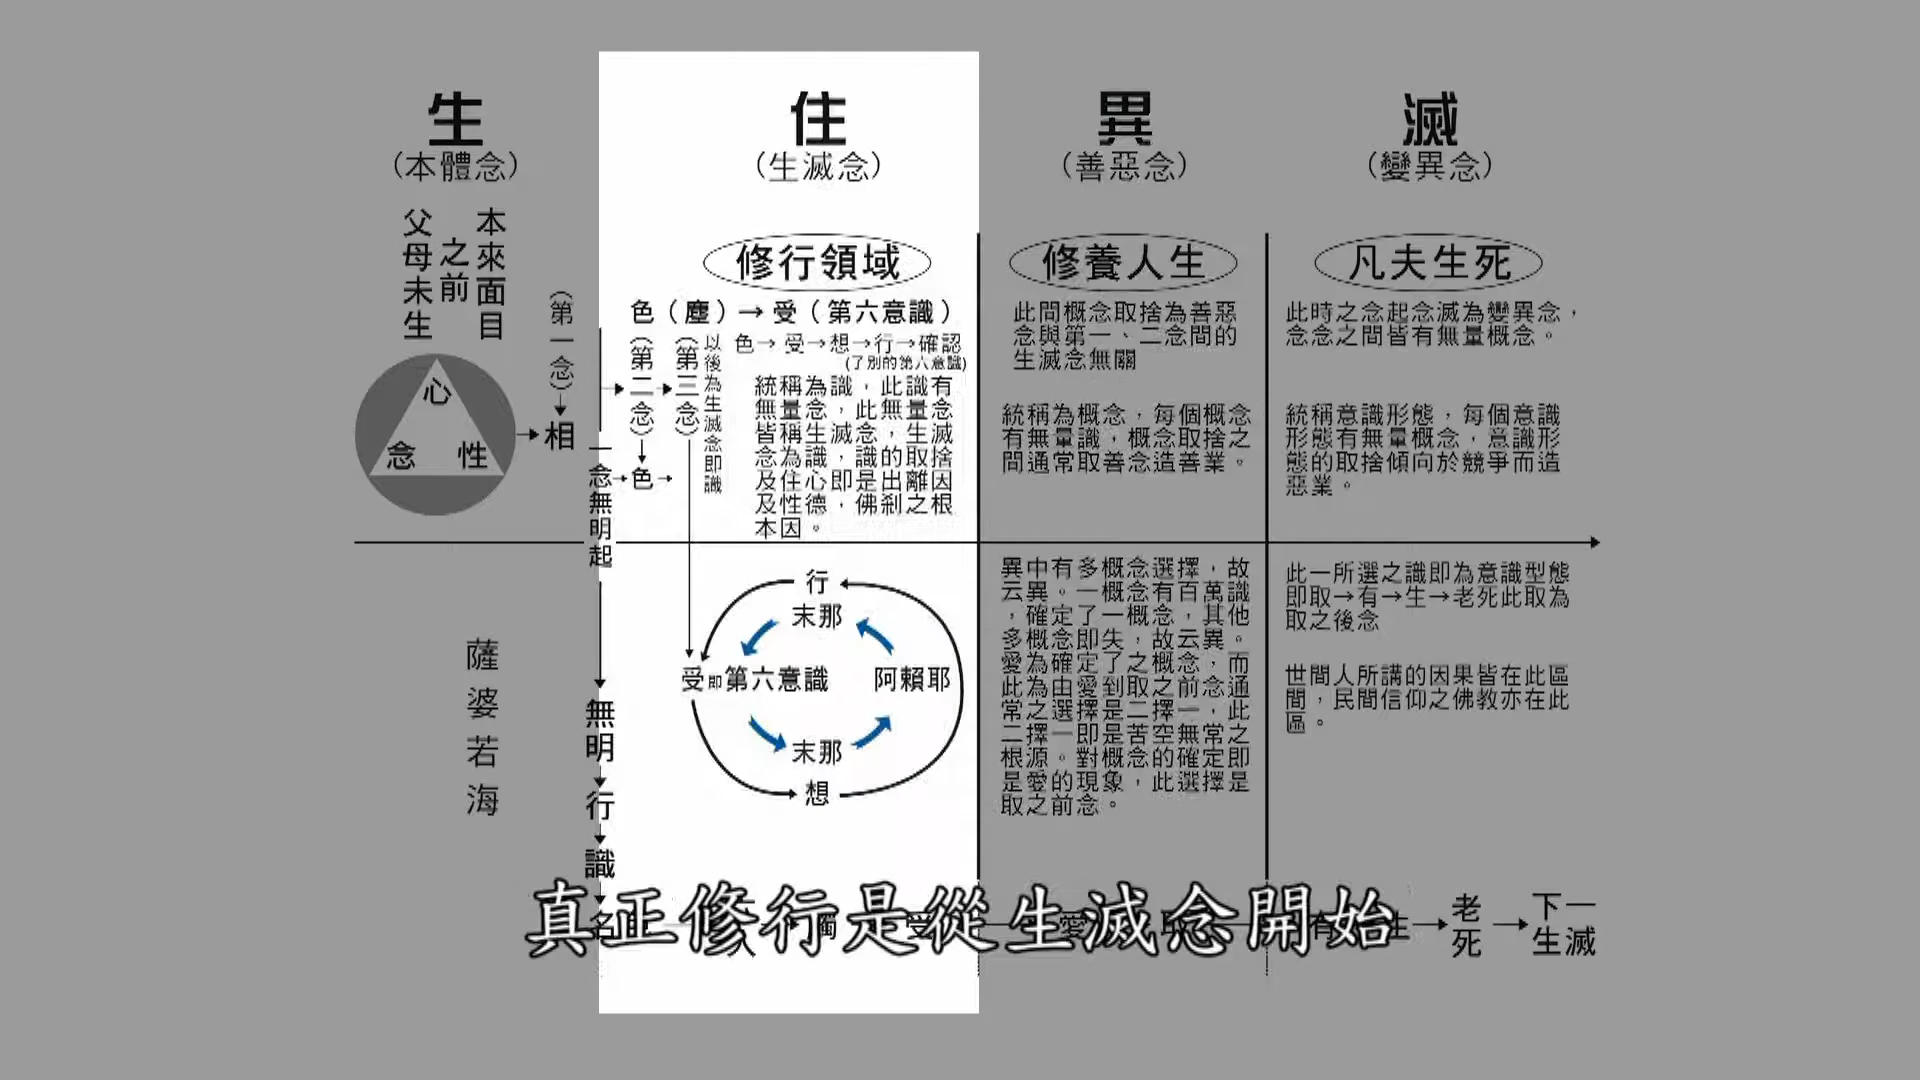 生
(本體念)
本來面目
之前
父母未生
心
念 性
(第一念)
相
一念無明起
薩婆若海
無明
行
識
住
(生滅念)
修行領域
色(塵)→受(第六意識)
色→受→想→行→確認
(了別的第六意識)
(第二念)
(第三念)
以後為生滅念即識
色
統稱為識，此識有
無量念，此無量念
皆稱生滅念，生滅
念為識，識的取捨
及住心即是出離因
及性德，佛剎之根
本因。
行
末那
受即第六意識
阿賴耶
末那
想
異
(善惡念)
修養人生
此間概念取捨為善惡
念與第一、二念間的
生滅念無關
統稱為概念，每個概念
有無量識，概念取捨之
間通常取善念造善業。
異中有多概念選擇，故
云異。一概念有百萬識
，確定了一概念，其他
多概念即失，故云異。
愛為確定了之概念，而
此為由愛到取之前念通
常之選擇是二擇一，此
二擇一即是苦空無常之
根源。對概念的確定即
是愛的現象，此選擇是
取之前念。
滅
(變異念)
凡夫生死
此時之念起念滅為變異念，
念念之間皆有無量概念。
統稱意識形態，每個意識
形態有無量概念，意識形
態的取捨傾向於競爭而造
惡業。
此一所選之識即為意識型態
即取→有→生→老死此取為
取之後念
世間人所講的因果皆在此區
間，民間信仰之佛教亦在此
區。
老死→下一生滅
真正修行是從生滅念開始